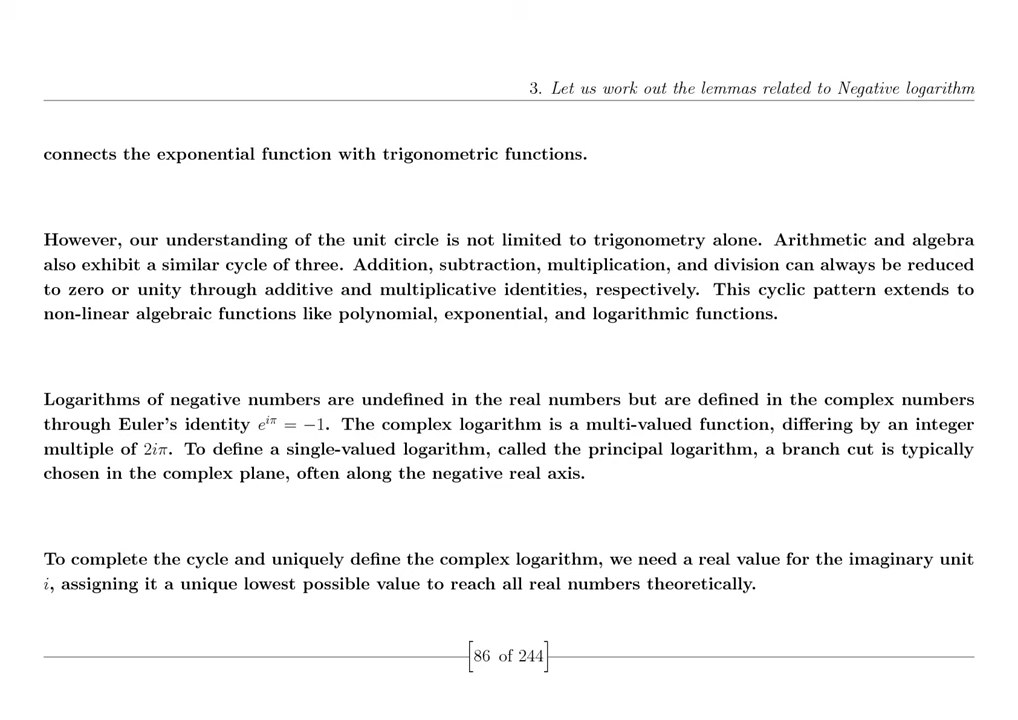 3. Let us work out the lemmas related to Negative logarithm
connects the exponential function with trigonometric functions.
However, our understanding of the unit circle is not limited to trigonometry alone. Arithmetic and algebra
also exhibit a similar cycle of three. Addition, subtraction, multiplication, and division can always be reduced
to zero or unity through additive and multiplicative identities, respectively. This cyclic pattern extends to
non-linear algebraic functions like polynomial, exponential, and logarithmic functions.
Logarithms of negative numbers are undefined in the real numbers but are defined in the complex numbers
through Euler's identity $e^{i\pi} = -1$. The complex logarithm is a multi-valued function, differing by an integer
multiple of $2i\pi$. To define a single-valued logarithm, called the principal logarithm, a branch cut is typically
chosen in the complex plane, often along the negative real axis.
To complete the cycle and uniquely define the complex logarithm, we need a real value for the imaginary unit
$i$, assigning it a unique lowest possible value to reach all real numbers theoretically.
[86 of 244]